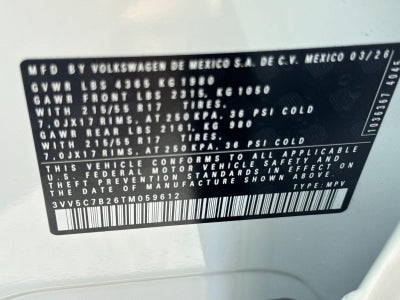 MFD BY VOLKSWAGEN DE MEXICO S.A. DE C.V. MEXICO 03/26
GVWR LBS 4365 KG 1980
GAWR FRONT LBS 2315, KG 1050
WITH 215/55 R17 TIRES,
7.0JX17 RIMS, AT 250 KPA, 36 PSI COLD
GAWR REAR LBS 2161, KG 980
WITH 215/55 R17 TIRES,
7.0JX17 RIMS, AT 250 KPA, 36 PSI COLD
THIS VEHICLE CONFORMS TO ALL APPLICABLE
U.S. FEDERAL MOTOR VEHICLE SAFETY AND
THEFT PREVENTION STANDARDS IN EFFECT ON
THE DATE OF MANUFACTURE SHOWN ABOVE.
3VV5C7B26TM059612 TYPE: MPV